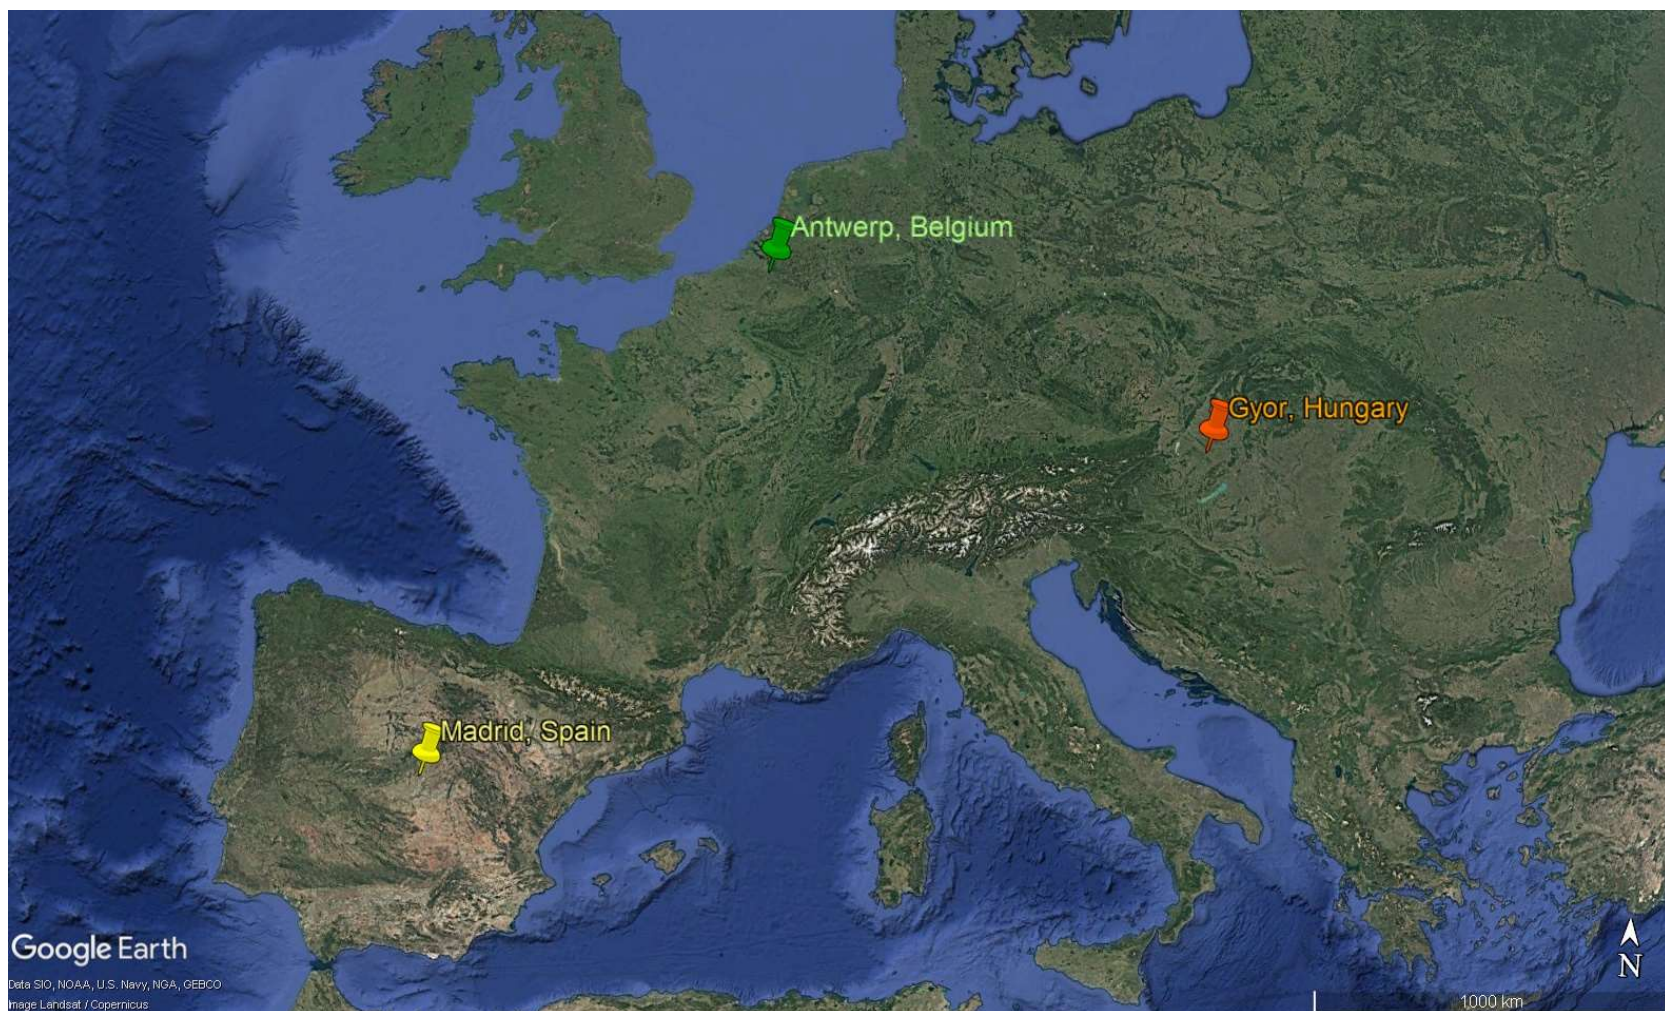 Antwerp, Belgium
Gyor, Hungary
Madrid, Spain
Google Earth
Data SIO, NOAA, U.S. Navy, NGA, GEBCO
Image Landsat / Copernicus
N
1000 km